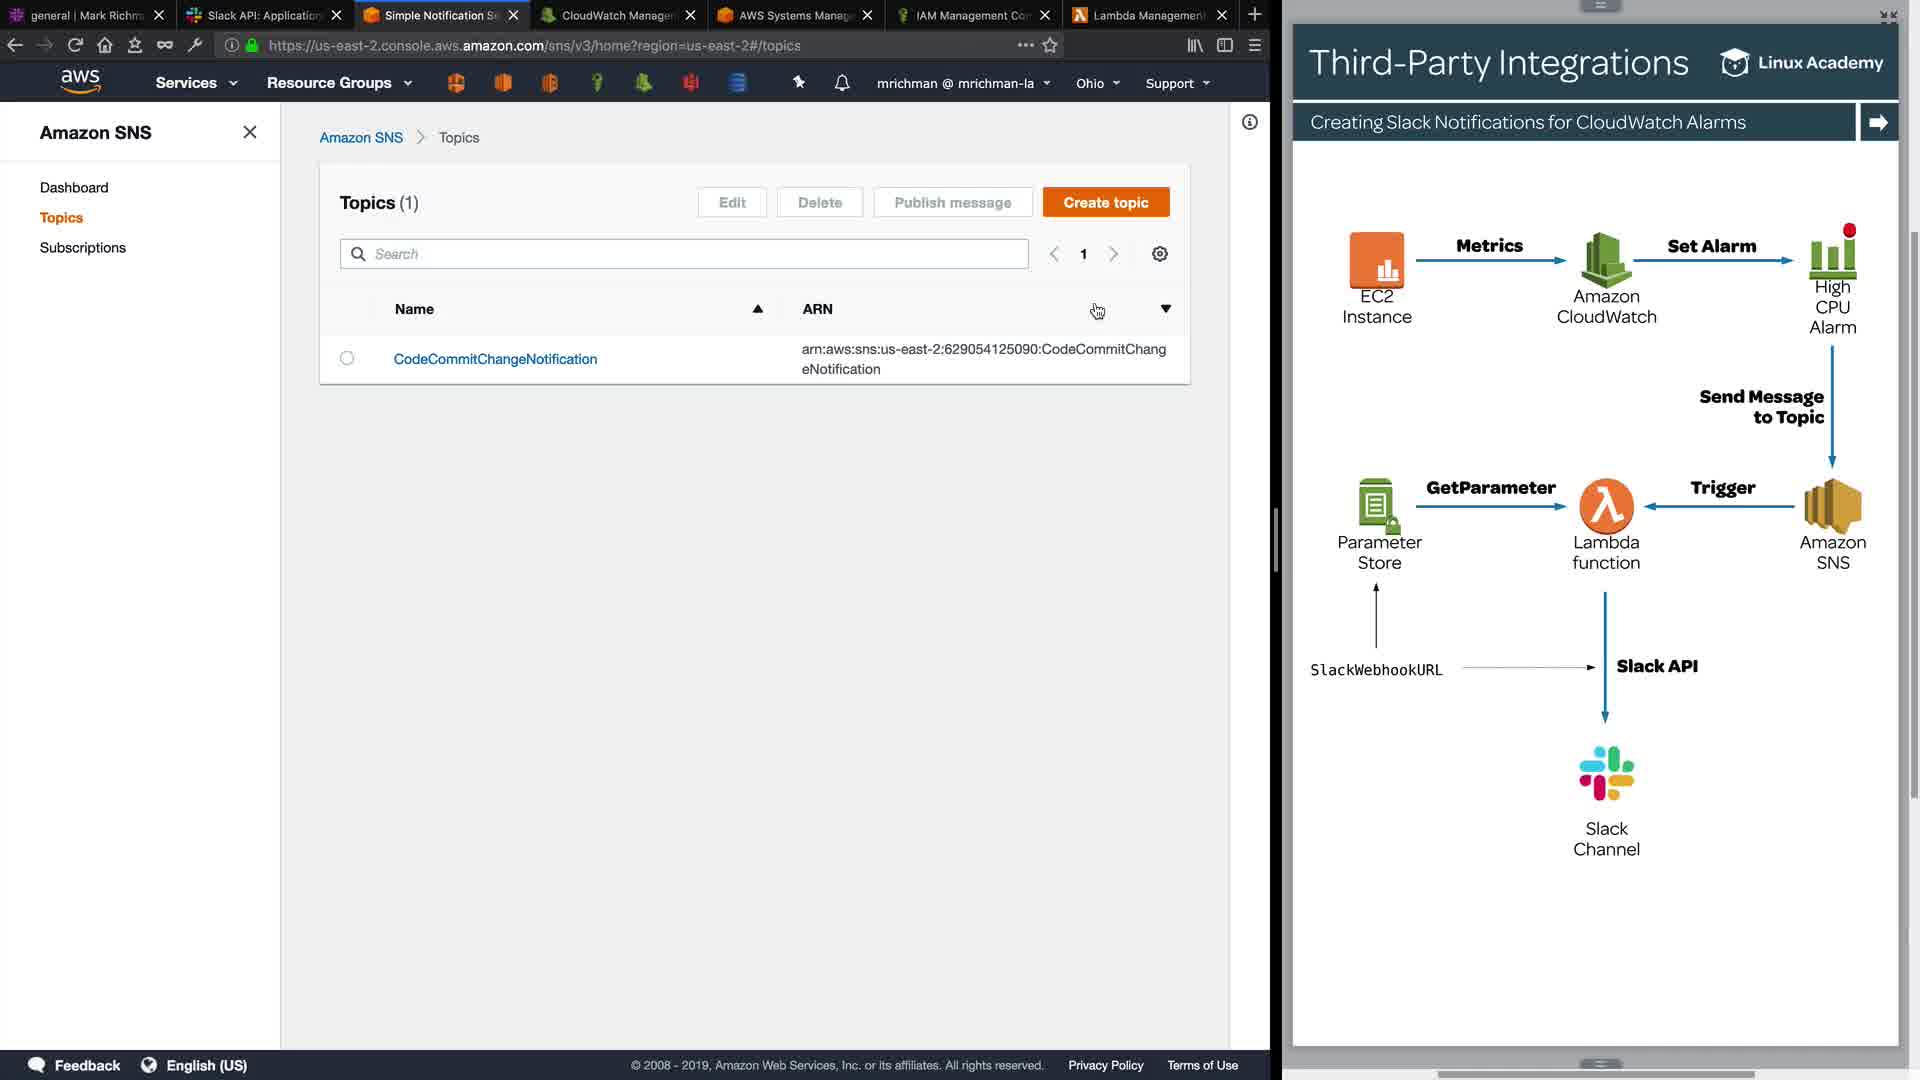 general | Mark Richm
Slack API: Application
Simple Notification Se
CloudWatch Manage
AWS Systems Manag
IAM Management Co
Lambda Management
https://us-east-2.console.aws.amazon.com/sns/v3/home?region=us-east-2#/topics
aws
Services
Resource Groups
mrichman @ mrichman-la
Ohio
Support
Amazon SNS
Dashboard
Topics
Subscriptions
Amazon SNS
Topics
Topics (1)
Edit
Delete
Publish message
Create topic
Search
1
Name
ARN
CodeCommitChangeNotification
arn:aws:sns:us-east-2:629054125090:CodeCommitChang
eNotification
Feedback
English (US)
© 2008 - 2019, Amazon Web Services, Inc. or its affiliates. All rights reserved.
Privacy Policy
Terms of Use
Third-Party Integrations
Linux Academy
Creating Slack Notifications for CloudWatch Alarms
Metrics
Set Alarm
EC2
Instance
Amazon
CloudWatch
High
CPU
Alarm
Send Message
to Topic
GetParameter
Trigger
Parameter
Store
Lambda
function
Amazon
SNS
SlackWebhookURL
Slack API
Slack
Channel